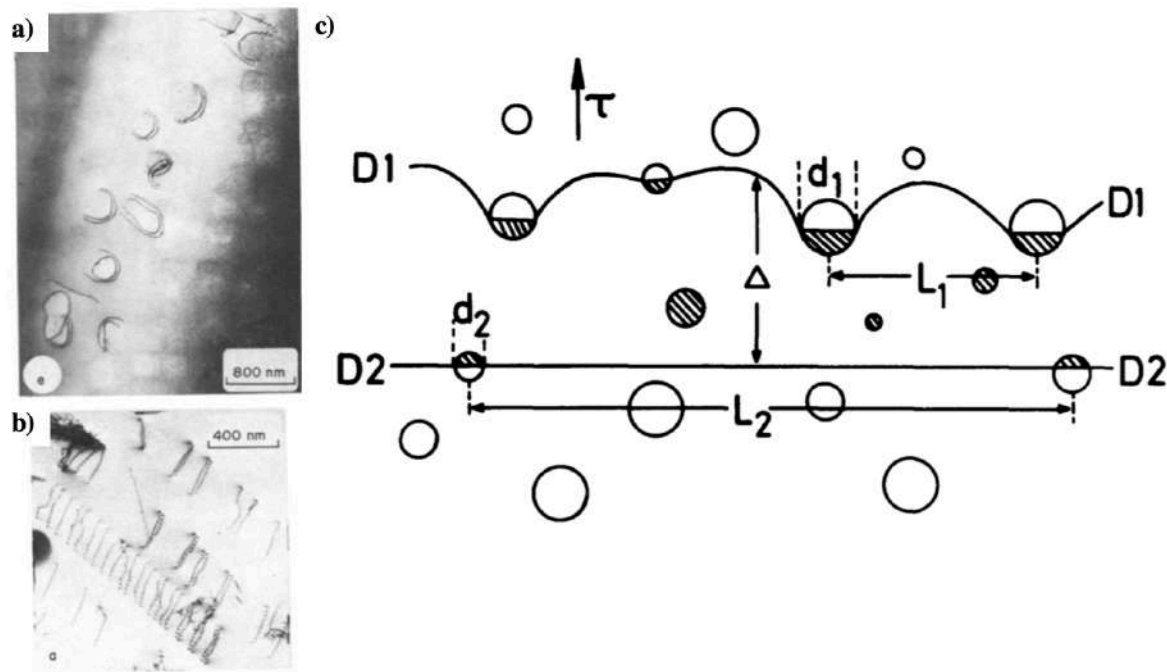 a)
e
800 nm
b)
400 nm
a
c)
τ
D1
d₁
D1
Δ
L₁
d₂
D2
D2
L₂